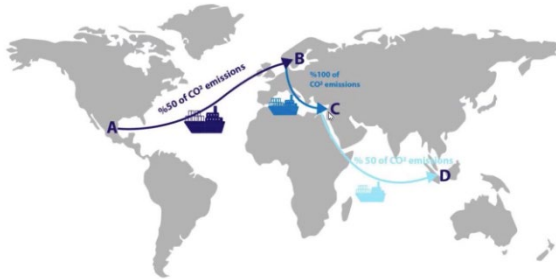 B
%50 of CO² emissions
%100 of
CO² emissions
A
C
% 50 of CO² emissions
D